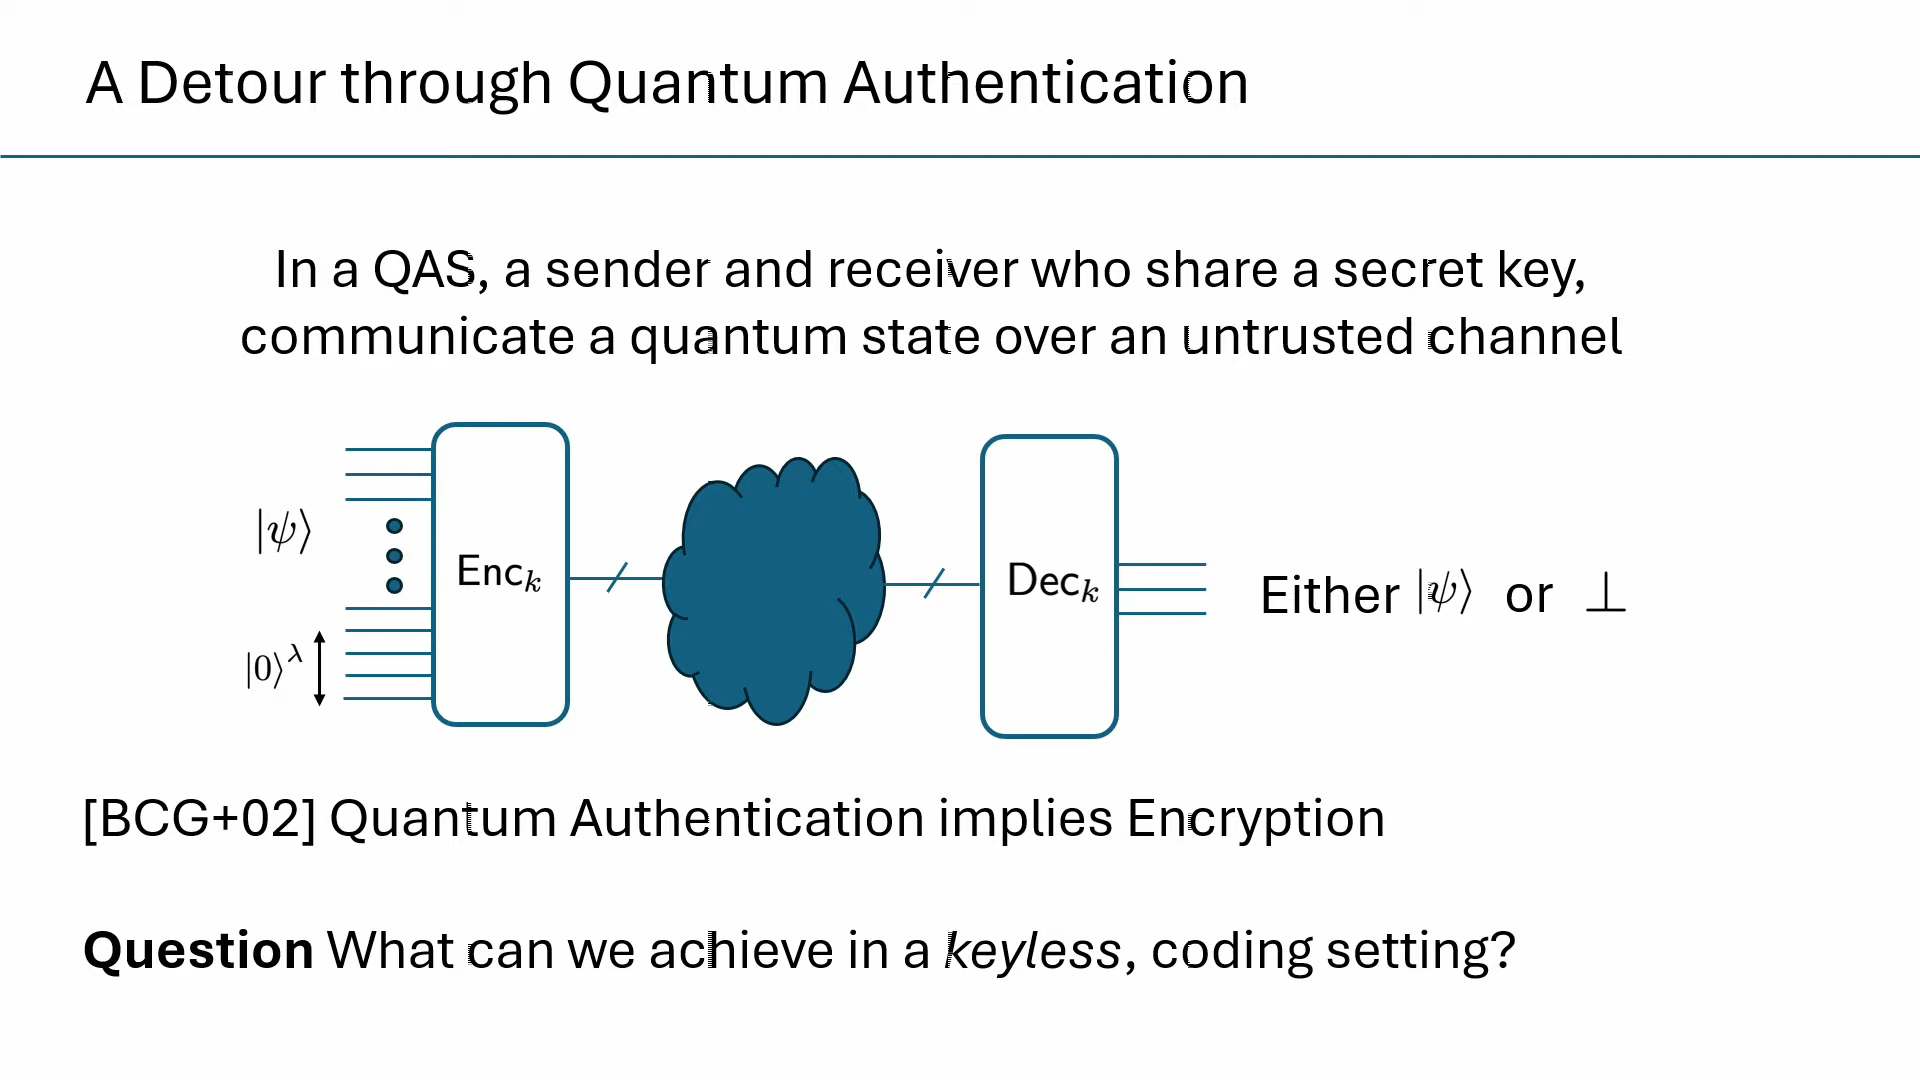 A Detour through Quantum Authentication
In a QAS, a sender and receiver who share a secret key,
communicate a quantum state over an untrusted channel
|ψ⟩
|0⟩^λ
Enc_k
Dec_k
Either |ψ⟩ or ⊥
[BCG+02] Quantum Authentication implies Encryption
Question What can we achieve in a keyless, coding setting?